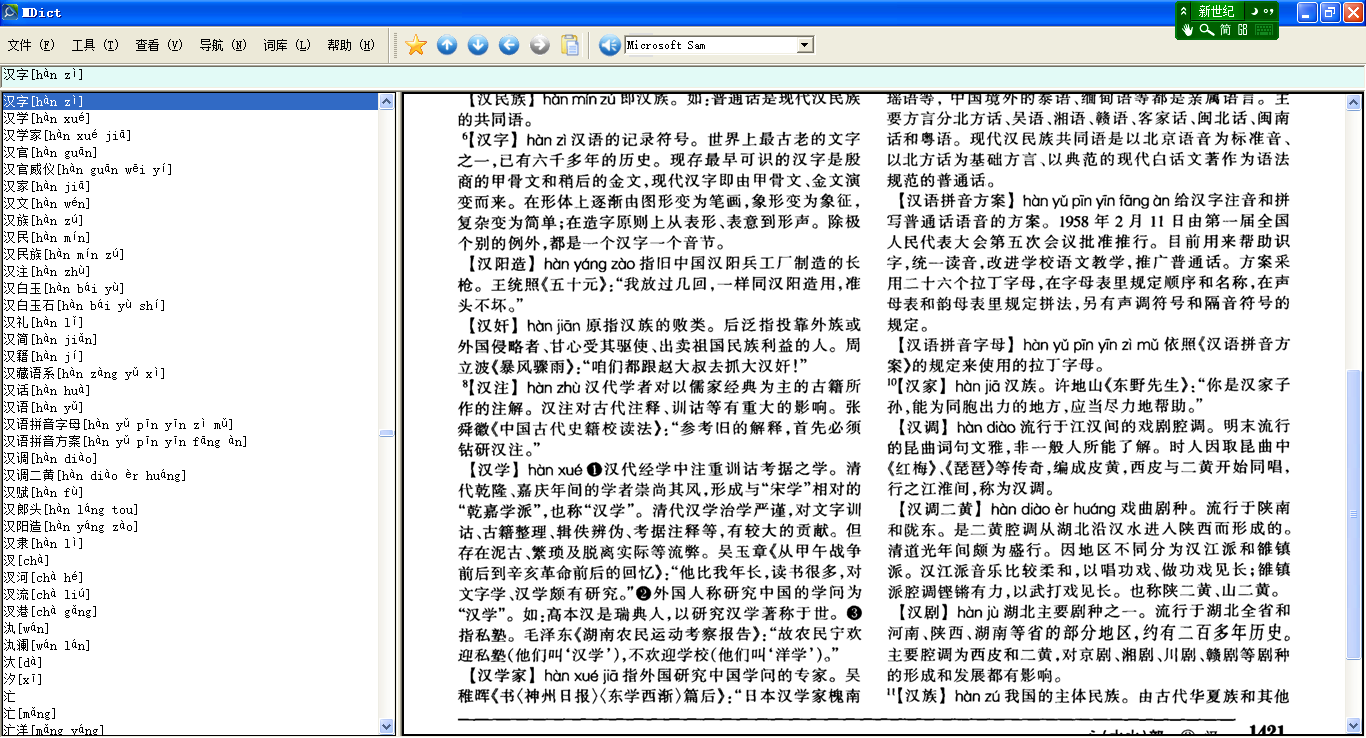 MDict
新世纪
简
文件 (F) 工具 (T) 查看 (V) 导航 (N) 词库 (L) 帮助 (H)
Microsoft Sam
汉字[hàn zì]
汉字[hàn zì]
汉学[hàn xué]
汉学家[hàn xué jiā]
汉官[hàn guān]
汉官威仪[hàn guān wēi yí]
汉家[hàn jiā]
汉文[hàn wén]
汉族[hàn zú]
汉民[hàn mín]
汉民族[hàn mín zú]
汉注[hàn zhù]
汉白玉[hàn bái yù]
汉白玉石[hàn bái yù shí]
汉礼[hàn lǐ]
汉简[hàn jiǎn]
汉籍[hàn jí]
汉藏语系[hàn zàng yǔ xì]
汉话[hàn huà]
汉语[hàn yǔ]
汉语拼音字母[hàn yǔ pīn yīn zì mǔ]
汉语拼音方案[hàn yǔ pīn yīn fāng àn]
汉调[hàn diào]
汉调二黄[hàn diào èr huáng]
汉赋[hàn fù]
汉郎头[hàn láng tou]
汉阳造[hàn yáng zào]
汉隶[hàn lì]
汊[chà]
汊河[chà hé]
汊流[chà liú]
汊港[chà gǎng]
汍[wán]
汍澜[wán lán]
汏[dà]
汐[xī]
汒
汒[máng]
汒洋[máng yáng]
【汉民族】hàn mín zú 即汉族。如:普通话是现代汉民族
的共同语。
⁶【汉字】hàn zì 汉语的记录符号。世界上最古老的文字
之一,已有六千多年的历史。现存最早可识的汉字是殷
商的甲骨文和稍后的金文,现代汉字即由甲骨文、金文演
变而来。在形体上逐渐由图形变为笔画,象形变为象征,
复杂变为简单;在造字原则上从表形、表意到形声。除极
个别的例外,都是一个汉字一个音节。
【汉阳造】hàn yáng zào 指旧中国汉阳兵工厂制造的长
枪。王统照《五十元》:“我放过几回,一样同汉阳造用,准
头不坏。”
【汉奸】hàn jiān 原指汉族的败类。后泛指投靠外族或
外国侵略者、甘心受其驱使、出卖祖国民族利益的人。周
立波《暴风骤雨》:“咱们都跟赵大叔去抓大汉奸!”
⁸【汉注】hàn zhù 汉代学者对以儒家经典为主的古籍所
作的注解。汉注对古代注释、训诂等有重大的影响。张
舜徽《中国古代史籍校读法》:“参考旧的解释,首先必须
钻研汉注。”
【汉学】hàn xué ❶汉代经学中注重训诂考据之学。清
代乾隆、嘉庆年间的学者崇尚其风,形成与“宋学”相对的
“乾嘉学派”,也称“汉学”。清代汉学治学严谨,对文字训
诂、古籍整理、辑佚辨伪、考据注释等,有较大的贡献。但
存在泥古、繁琐及脱离实际等流弊。吴玉章《从甲午战争
前后到辛亥革命前后的回忆》:“他比我年长,读书很多,对
文字学、汉学颇有研究。”❷外国人称研究中国的学问为
“汉学”。如:高本汉是瑞典人,以研究汉学著称于世。❸
指私塾。毛泽东《湖南农民运动考察报告》:“故农民宁欢
迎私塾(他们叫‘汉学’),不欢迎学校(他们叫‘洋学’)。”
【汉学家】hàn xué jiā 指外国研究中国学问的专家。吴
稚晖《书〈神州日报〉〈东学西渐〉篇后》:“日本汉学家槐南
瑶语等,中国境外的泰语、缅甸语等都是亲属语言。主
要方言分北方话、吴语、湘语、赣语、客家话、闽北话、闽南
话和粤语。现代汉民族共同语是以北京语音为标准音、
以北方话为基础方言、以典范的现代白话文著作为语法
规范的普通话。
【汉语拼音方案】hàn yǔ pīn yīn fāng àn 给汉字注音和拼
写普通话语音的方案。1958 年 2 月 11 日由第一届全国
人民代表大会第五次会议批准推行。目前用来帮助识
字,统一读音,改进学校语文教学,推广普通话。方案采
用二十六个拉丁字母,在字母表里规定顺序和名称,在声
母表和韵母表里规定拼法,另有声调符号和隔音符号的
规定。
【汉语拼音字母】hàn yǔ pīn yīn zì mǔ 依照《汉语拼音方
案》的规定来使用的拉丁字母。
¹⁰【汉家】hàn jiā 汉族。许地山《东野先生》:“你是汉家子
孙,能为同胞出力的地方,应当尽力地帮助。”
【汉调】hàn diào 流行于江汉间的戏剧腔调。明末流行
的昆曲词句文雅,非一般人所能了解。时人因取昆曲中
《红梅》、《琵琶》等传奇,编成皮黄,西皮与二黄开始同唱,
行之江淮间,称为汉调。
【汉调二黄】hàn diào èr huáng 戏曲剧种。流行于陕南
和陇东。是二黄腔调从湖北沿汉水进入陕西而形成的。
清道光年间颇为盛行。因地区不同分为汉江派和雒镇
派。汉江派音乐比较柔和,以唱功戏、做功戏见长;雒镇
派腔调铿锵有力,以武打戏见长。也称陕二黄、山二黄。
【汉剧】hàn jù 湖北主要剧种之一。流行于湖北全省和
河南、陕西、湖南等省的部分地区,约有二百多年历史。
主要腔调为西皮和二黄,对京剧、湘剧、川剧、赣剧等剧种
的形成和发展都有影响。
¹¹【汉族】hàn zú 我国的主体民族。由古代华夏族和其他
1421